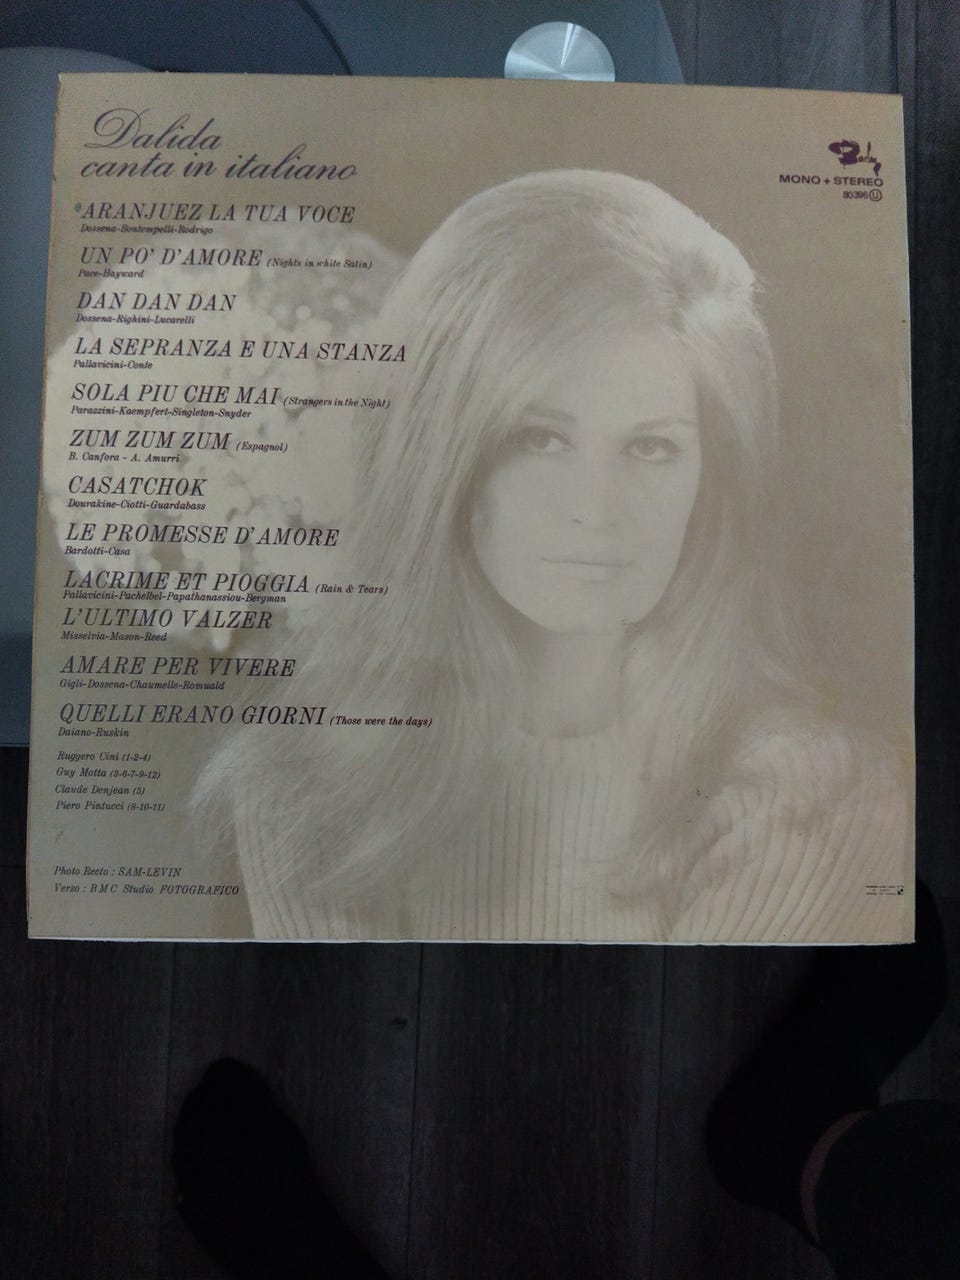 Dalida
canta in italiano
ARANJUEZ LA TUA VOCE
Dossena-Bontempelli-Rodrigo
UN PO' D'AMORE (Nights in white Satin)
Pace-Hayward
DAN DAN DAN
Dossena-Righini-Lucarelli
LA SEPRANZA E UNA STANZA
Pallavicini-Conte
SOLA PIU CHE MAI (Strangers in the Night)
Parazzini-Kaempfert-Singleton-Snyder
ZUM ZUM ZUM (Espagnol)
B. Canfora - A. Amurri
CASATCHOK
Dourakine-Ciotti-Guardabass
LE PROMESSE D'AMORE
Bardotti-Casa
LACRIME ET PIOGGIA (Rain & Tears)
Pallavicini-Pachelbel-Papathanassiou-Bergman
L'ULTIMO VALZER
Misselvia-Mason-Reed
AMARE PER VIVERE
Gigli-Dossena-Chaumelle-Romuald
QUELLI ERANO GIORNI (Those were the days)
Daiano-Ruskin
Ruggero Cini (1-2-4)
Guy Motta (3-6-7-9-12)
Claude Denjean (5)
Piero Pintucci (8-10-11)
Photo Recto : SAM-LEVIN
Verso : BMC Studio FOTOGRAFICO
Barclay
MONO + STEREO
80.396 U